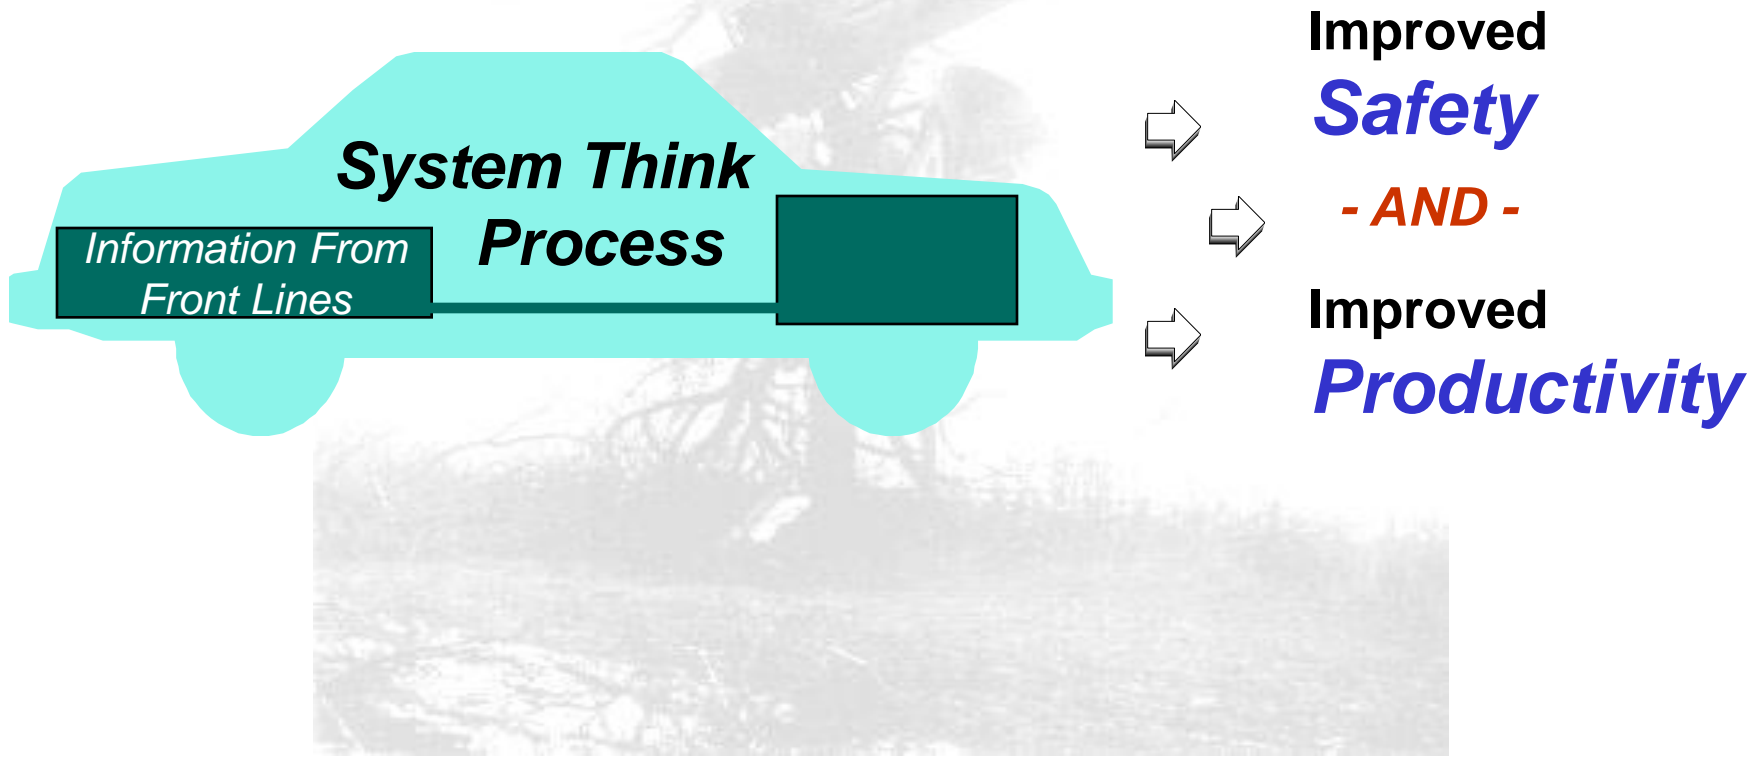 System Think
Process
Information From
Front Lines
Improved
Safety
- AND -
Improved
Productivity